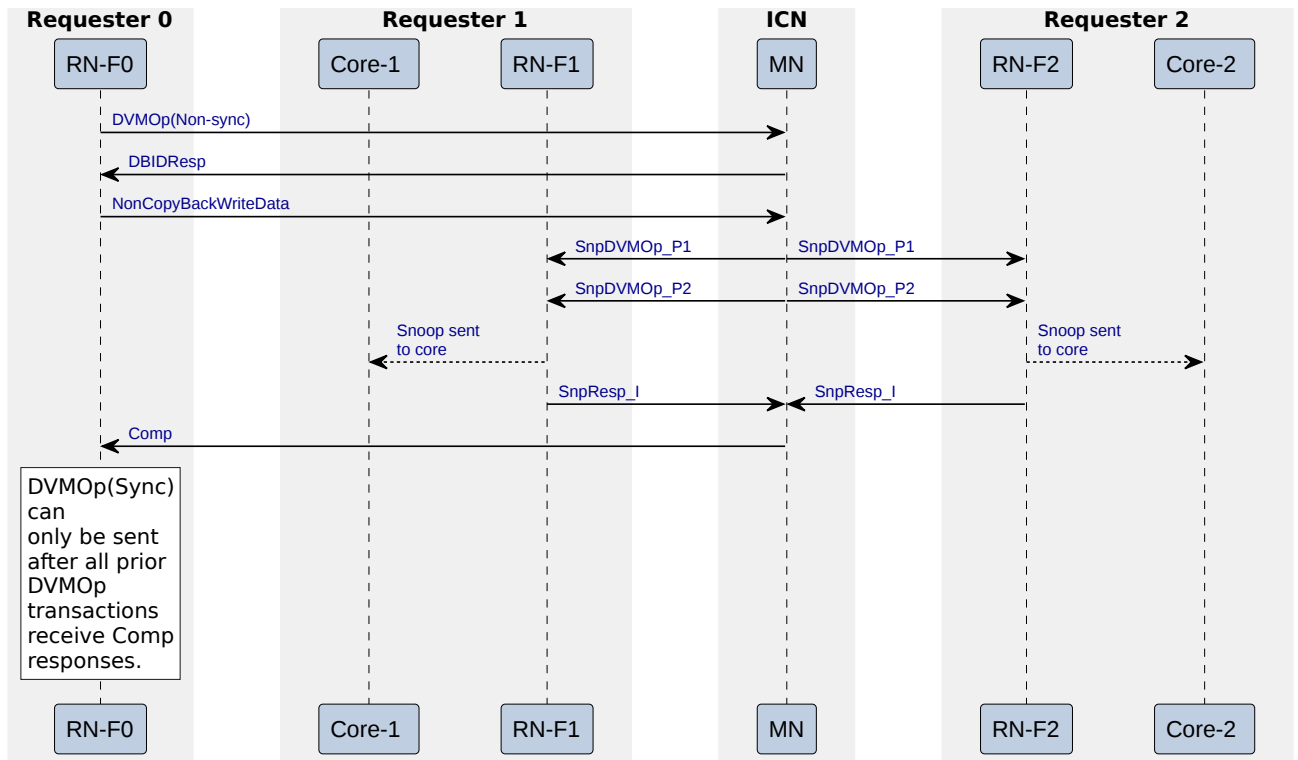 Requester 0
Requester 1
ICN
Requester 2
RN-F0
Core-1
RN-F1
MN
RN-F2
Core-2
DVMOp(Non-sync)
DBIDResp
NonCopyBackWriteData
SnpDVMOp_P1
SnpDVMOp_P1
SnpDVMOp_P2
SnpDVMOp_P2
Snoop sent
to core
Snoop sent
to core
SnpResp_I
SnpResp_I
Comp
DVMOp(Sync)
can
only be sent
after all prior
DVMOp
transactions
receive Comp
responses.
RN-F0
Core-1
RN-F1
MN
RN-F2
Core-2